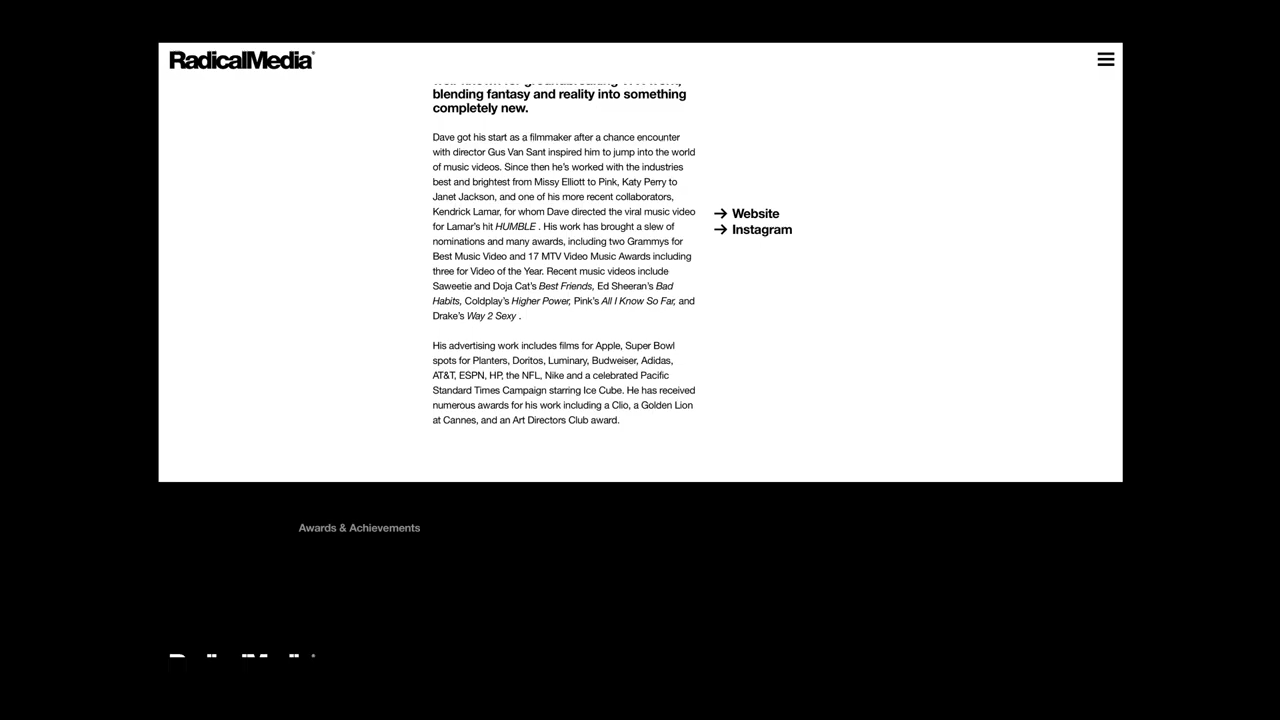 RadicalMedia®
blending fantasy and reality into something
completely new.
Dave got his start as a filmmaker after a chance encounter
with director Gus Van Sant inspired him to jump into the world
of music videos. Since then he's worked with the industries
best and brightest from Missy Elliott to Pink, Katy Perry to
Janet Jackson, and one of his more recent collaborators,
Kendrick Lamar, for whom Dave directed the viral music video
for Lamar's hit HUMBLE . His work has brought a slew of
nominations and many awards, including two Grammys for
Best Music Video and 17 MTV Video Music Awards including
three for Video of the Year. Recent music videos include
Saweetie and Doja Cat's Best Friends, Ed Sheeran's Bad
Habits, Coldplay's Higher Power, Pink's All I Know So Far, and
Drake's Way 2 Sexy .
His advertising work includes films for Apple, Super Bowl
spots for Planters, Doritos, Luminary, Budweiser, Adidas,
AT&T, ESPN, HP, the NFL, Nike and a celebrated Pacific
Standard Times Campaign starring Ice Cube. He has received
numerous awards for his work including a Clio, a Golden Lion
at Cannes, and an Art Directors Club award.
→ Website
→ Instagram
Awards & Achievements